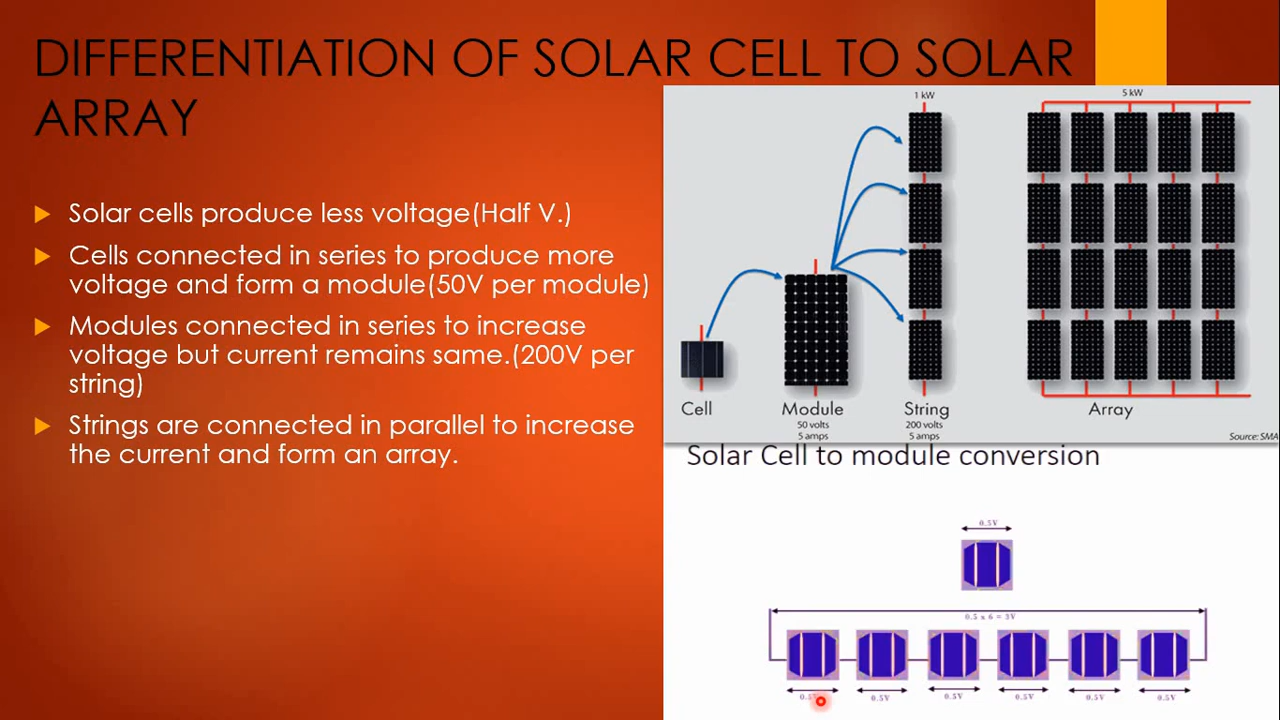 DIFFERENTIATION OF SOLAR CELL TO SOLAR
ARRAY
Solar cells produce less voltage(Half V.)
Cells connected in series to produce more
voltage and form a module(50V per module)
Modules connected in series to increase
voltage but current remains same.(200V per
string)
Strings are connected in parallel to increase
the current and form an array.
1 kW
5 kW
Cell
Module
50 volts
5 amps
String
200 volts
5 amps
Array
Source: SMA
Solar Cell to module conversion
0.5V
0.5 x 6 = 3V
0.5V
0.5V
0.5V
0.5V
0.5V